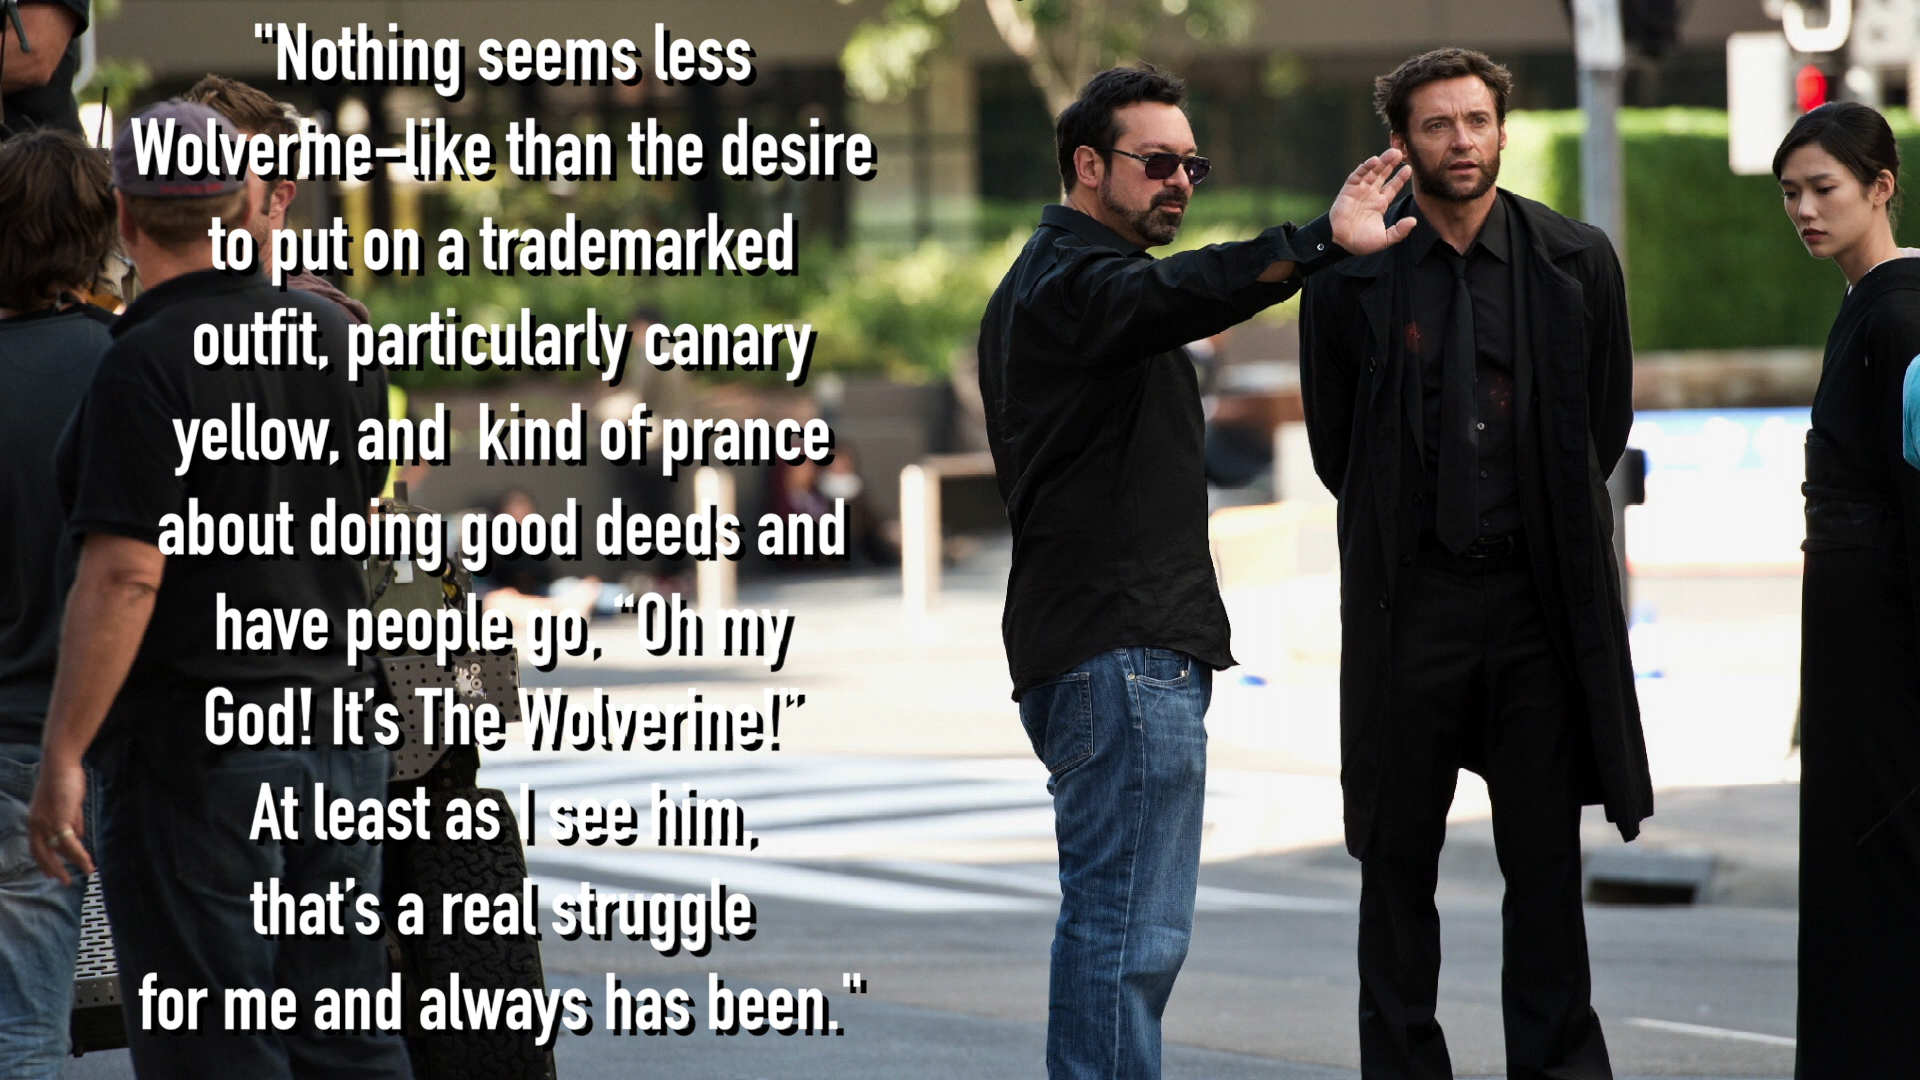 "Nothing seems less
Wolverine-like than the desire
to put on a trademarked
outfit, particularly canary
yellow, and kind of prance
about doing good deeds and
have people go, “Oh my
God! It’s The Wolverine!”
At least as I see him,
that’s a real struggle
for me and always has been."